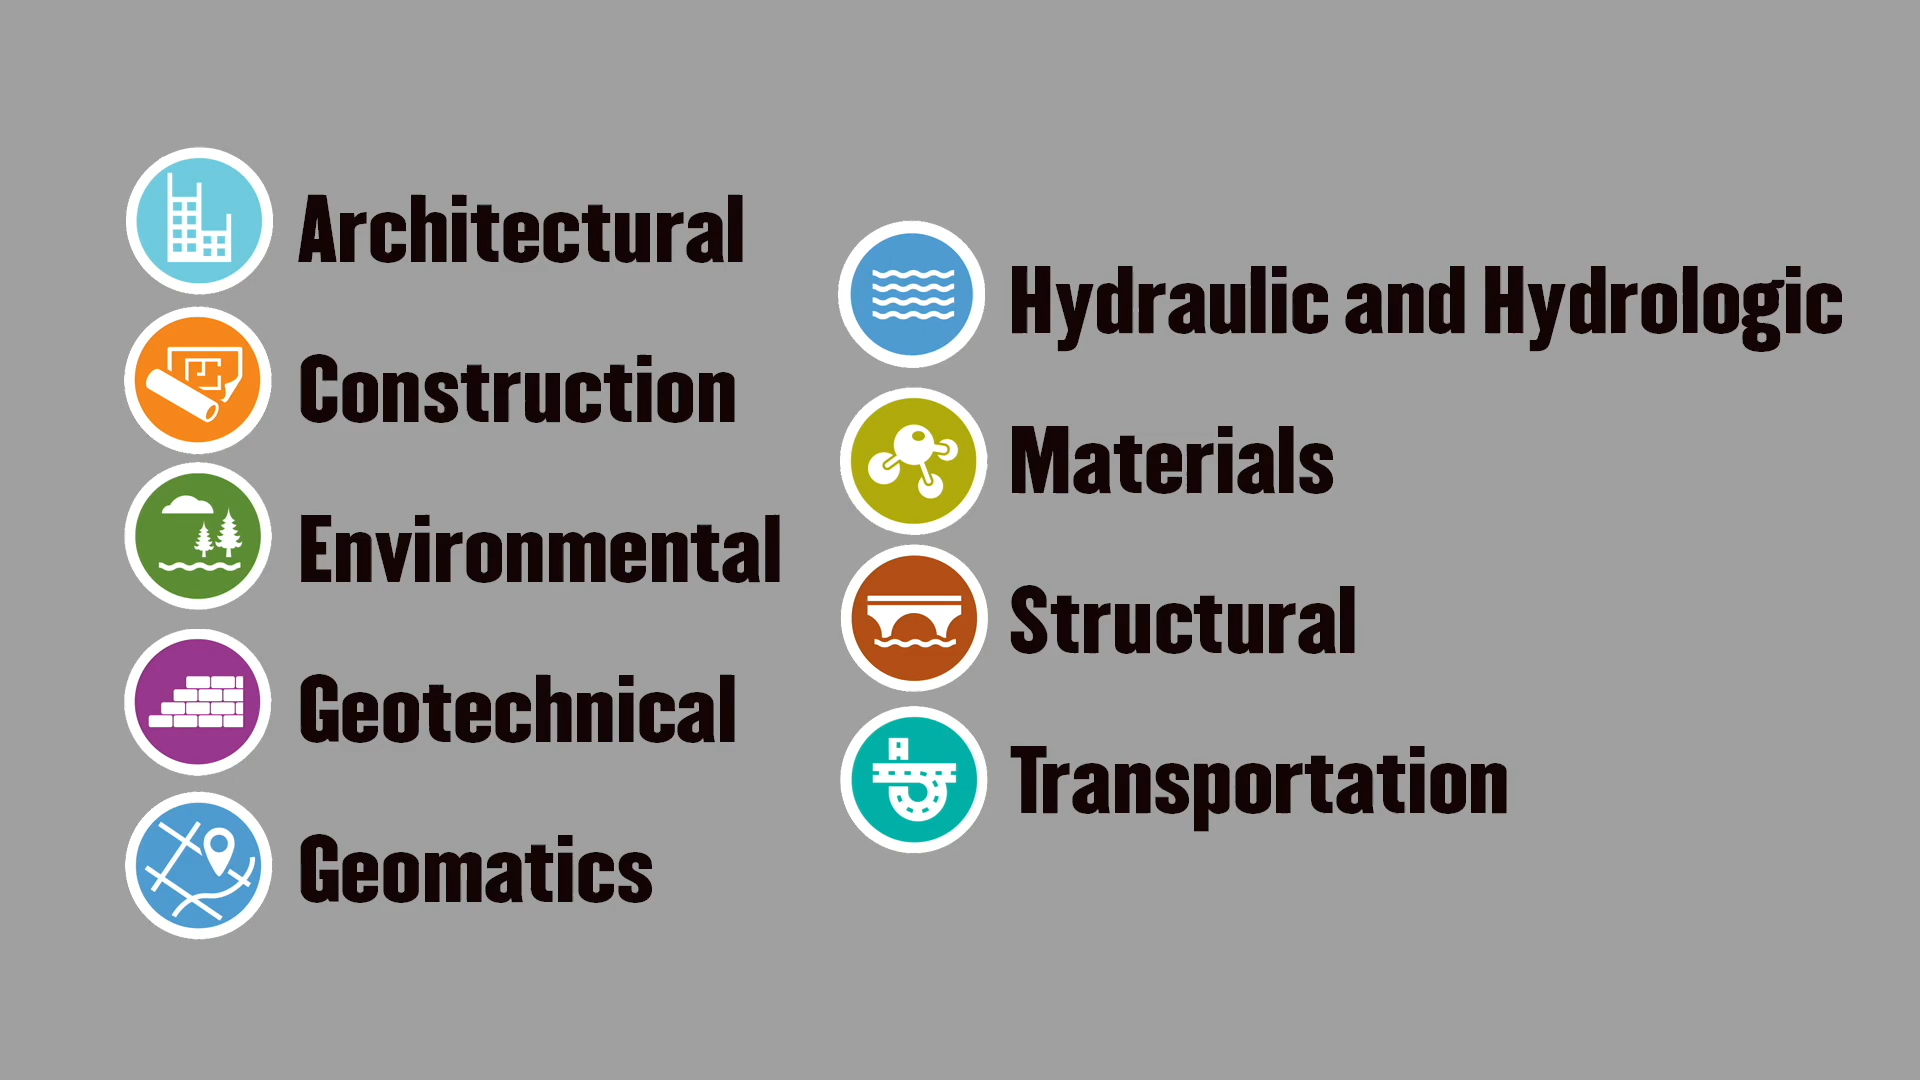 Architectural
Construction
Environmental
Geotechnical
Geomatics
Hydraulic and Hydrologic
Materials
Structural
Transportation